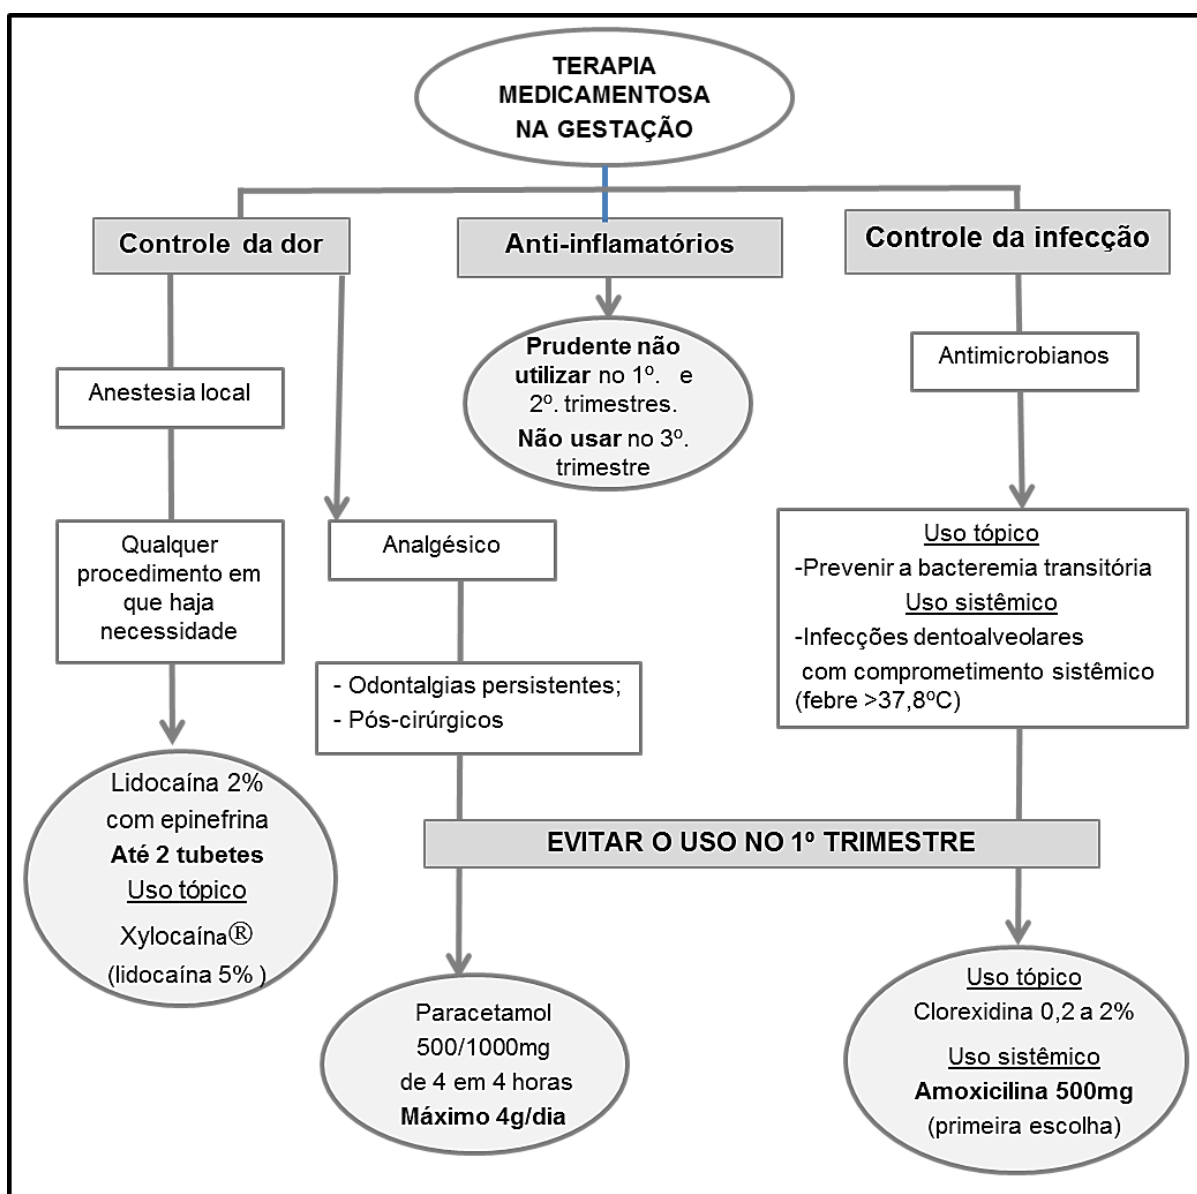 TERAPIA
MEDICAMENTOSA
NA GESTAÇÃO
Controle da dor
Anti-inflamatórios
Controle da infecção
Anestesia local
Qualquer
procedimento em
que haja
necessidade
Lidocaína 2%
com epinefrina
Até 2 tubetes
Uso tópico
Xylocaína®
(lidocaína 5% )
Analgésico
- Odontalgias persistentes;
- Pós-cirúrgicos
Prudente não
utilizar no 1º. e
2º. trimestres.
Não usar no 3º.
trimestre
Antimicrobianos
Uso tópico
-Prevenir a bacteremia transitória
Uso sistêmico
-Infecções dentoalveolares
com comprometimento sistêmico
(febre >37,8ºC)
EVITAR O USO NO 1º TRIMESTRE
Paracetamol
500/1000mg
de 4 em 4 horas
Máximo 4g/dia
Uso tópico
Clorexidina 0,2 a 2%
Uso sistêmico
Amoxicilina 500mg
(primeira escolha)